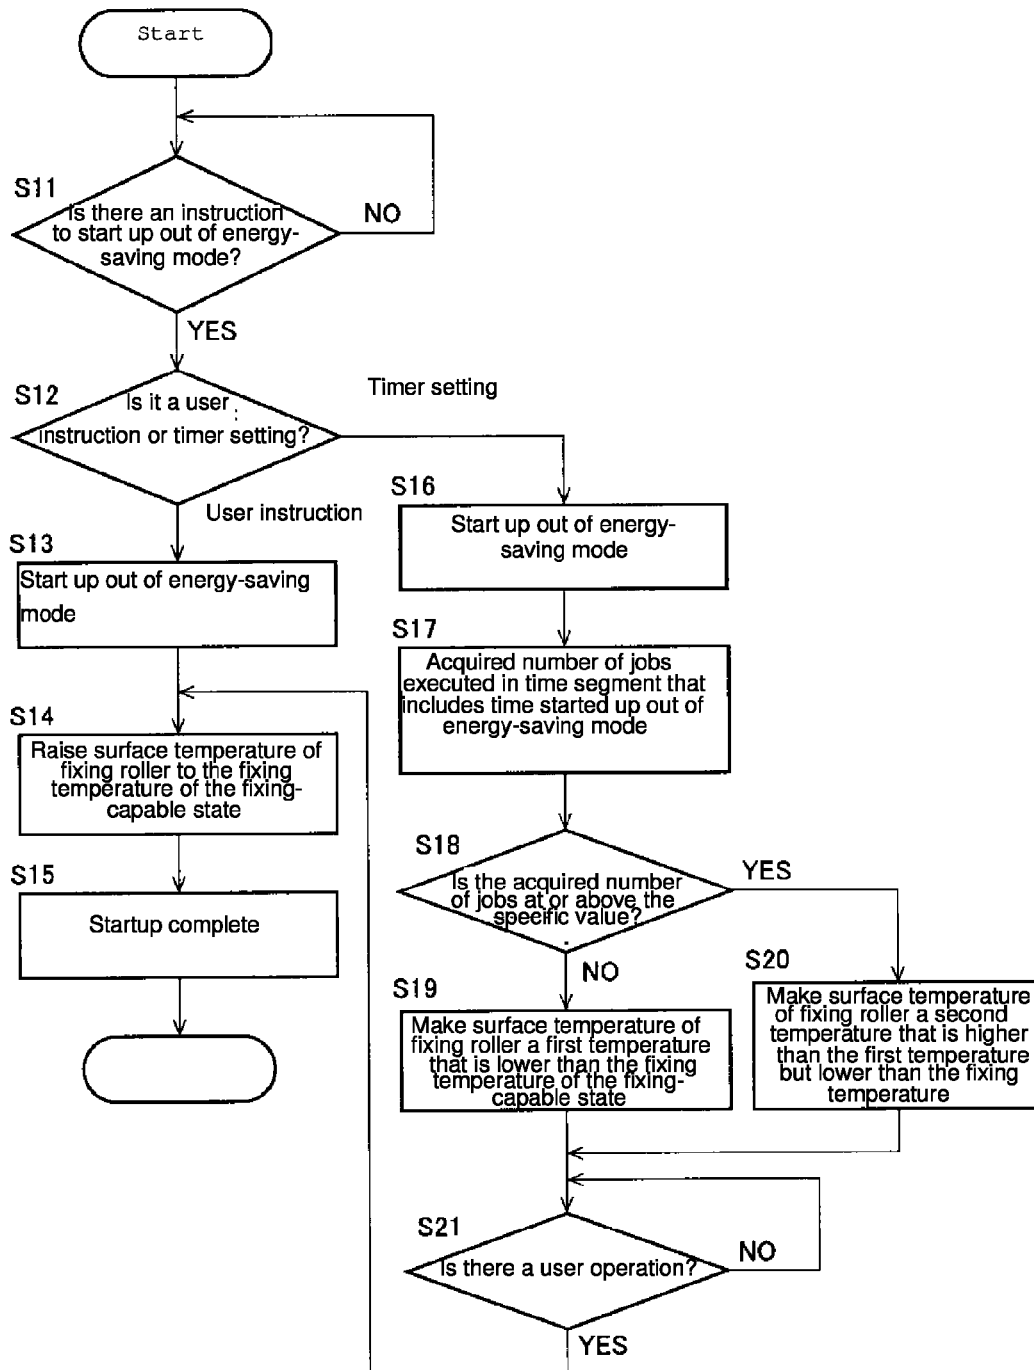 Start
S11
Is there an instruction
to start up out of energy-
saving mode?
NO
YES
S12
Is it a user
instruction or timer setting?
Timer setting
User instruction
S13
Start up out of energy-saving
mode
S14
Raise surface temperature of
fixing roller to the fixing
temperature of the fixing-
capable state
S15
Startup complete
S16
Start up out of energy-
saving mode
S17
Acquired number of jobs
executed in time segment that
includes time started up out of
energy-saving mode
S18
Is the acquired number
of jobs at or above the
specific value?
YES
NO
S19
Make surface temperature of
fixing roller a first temperature
that is lower than the fixing
temperature of the fixing-
capable state
S20
Make surface temperature
of fixing roller a second
temperature that is higher
than the first temperature
but lower than the fixing
temperature
S21
Is there a user operation?
NO
YES